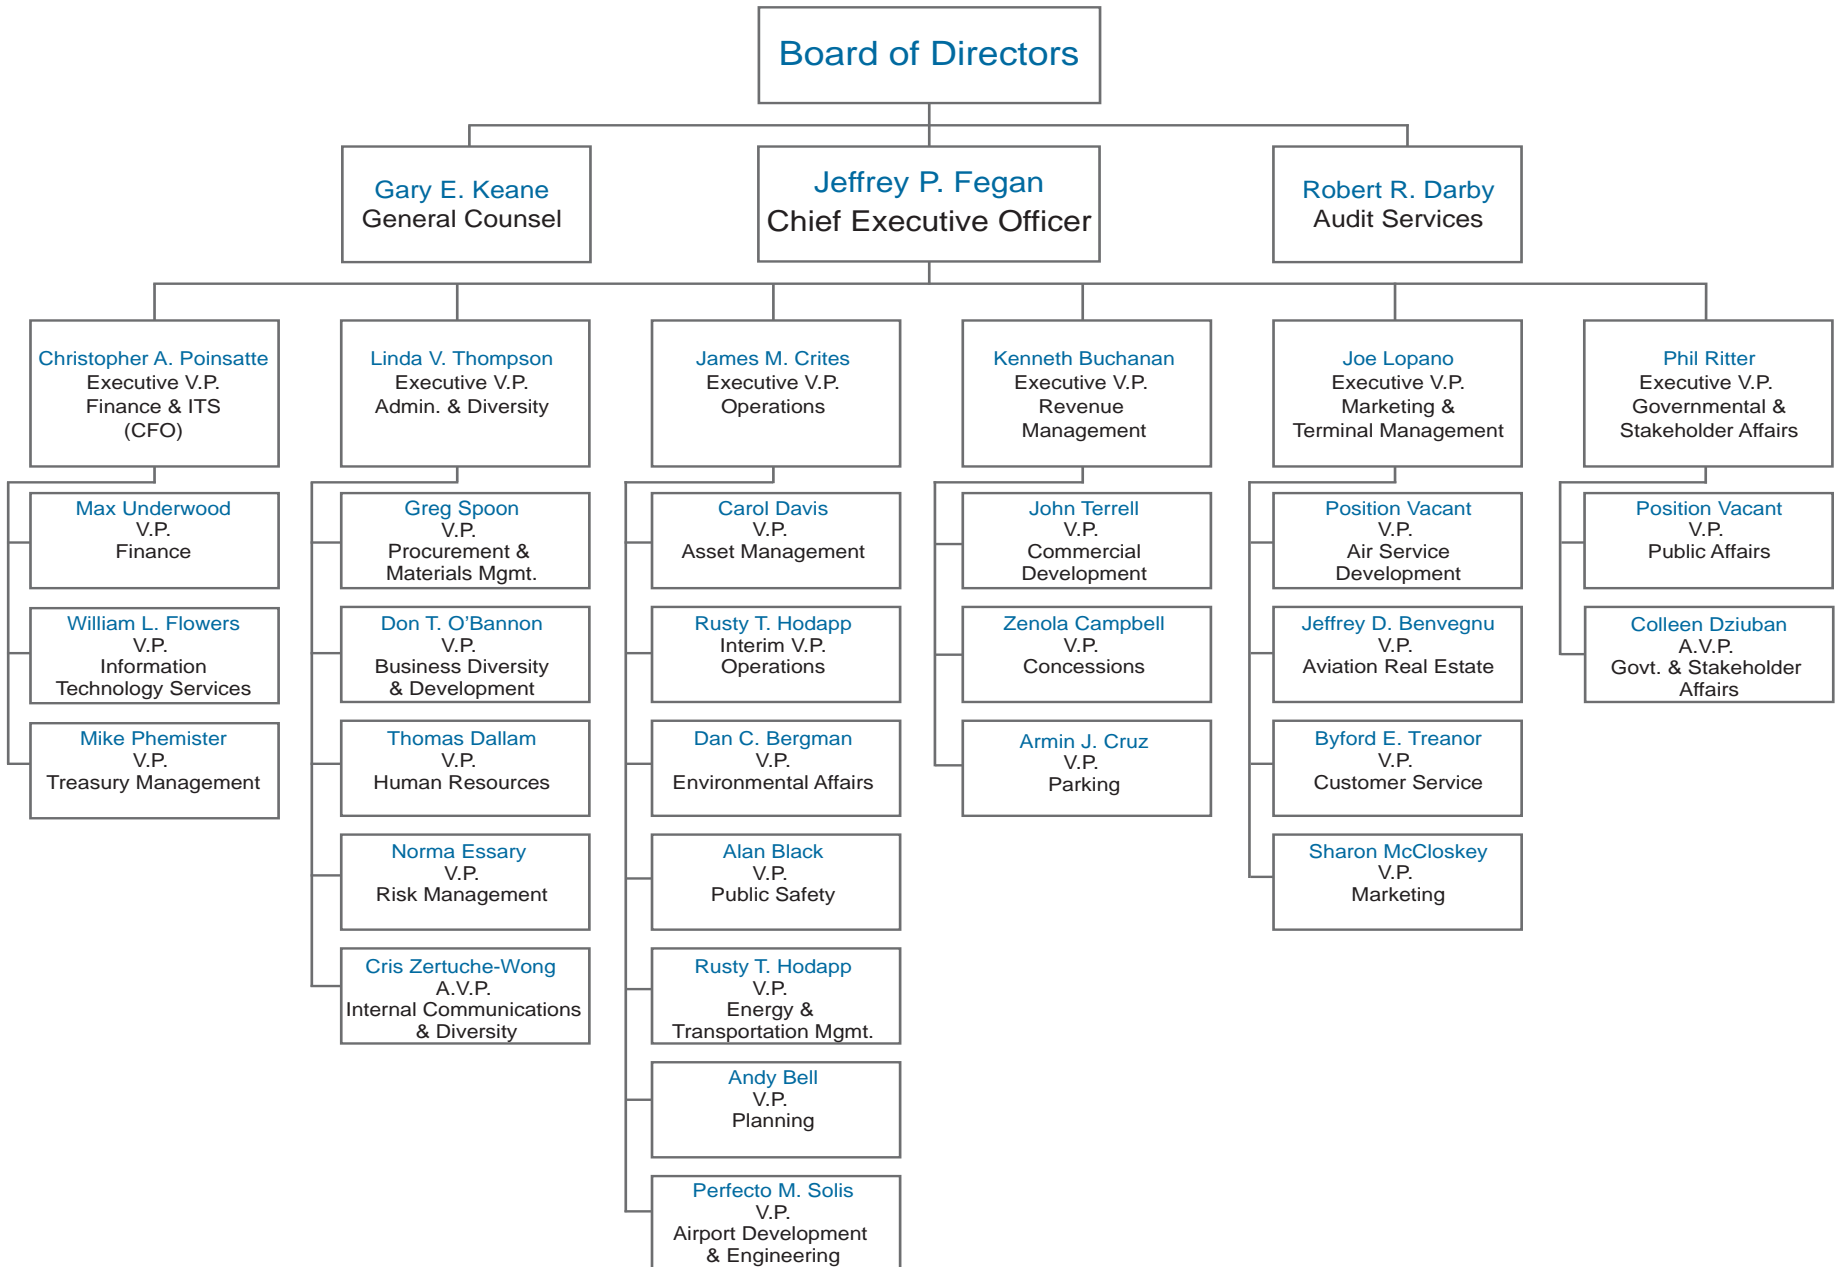 Board of Directors
Gary E. Keane
General Counsel
Jeffrey P. Fegan
Chief Executive Officer
Robert R. Darby
Audit Services
Christopher A. Poinsatte
Executive V.P.
Finance & ITS
(CFO)
Linda V. Thompson
Executive V.P.
Admin. & Diversity
James M. Crites
Executive V.P.
Operations
Kenneth Buchanan
Executive V.P.
Revenue
Management
Joe Lopano
Executive V.P.
Marketing &
Terminal Management
Phil Ritter
Executive V.P.
Governmental &
Stakeholder Affairs
Max Underwood
V.P.
Finance
William L. Flowers
V.P.
Information
Technology Services
Mike Phemister
V.P.
Treasury Management
Greg Spoon
V.P.
Procurement &
Materials Mgmt.
Don T. O’Bannon
V.P.
Business Diversity
& Development
Thomas Dallam
V.P.
Human Resources
Norma Essary
V.P.
Risk Management
Cris Zertuche-Wong
A.V.P.
Internal Communications
& Diversity
Carol Davis
V.P.
Asset Management
Rusty T. Hodapp
Interim V.P.
Operations
Dan C. Bergman
V.P.
Environmental Affairs
Alan Black
V.P.
Public Safety
Rusty T. Hodapp
V.P.
Energy &
Transportation Mgmt.
Andy Bell
V.P.
Planning
Perfecto M. Solis
V.P.
Airport Development
& Engineering
John Terrell
V.P.
Commercial
Development
Zenola Campbell
V.P.
Concessions
Armin J. Cruz
V.P.
Parking
Position Vacant
V.P.
Air Service
Development
Jeffrey D. Benvegnu
V.P.
Aviation Real Estate
Byford E. Treanor
V.P.
Customer Service
Sharon McCloskey
V.P.
Marketing
Position Vacant
V.P.
Public Affairs
Colleen Dziuban
A.V.P.
Govt. & Stakeholder
Affairs